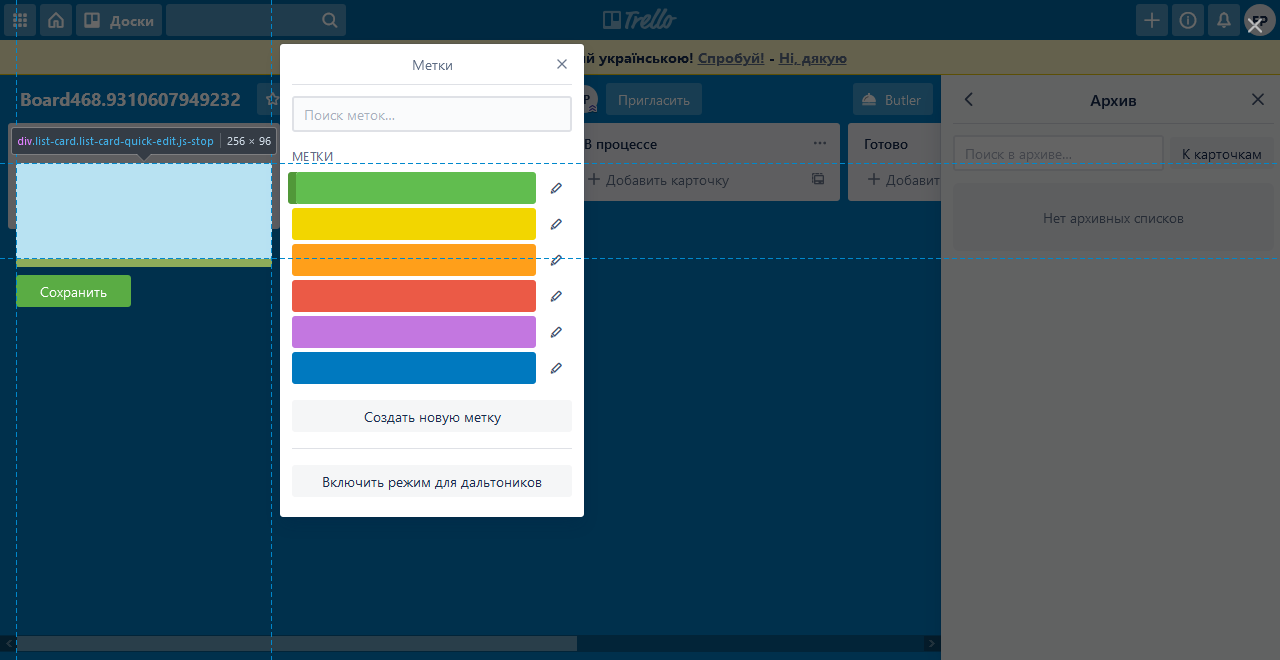 Доски
Trello
й українською! Спробуй! - Ні, дякую
Board468.9310607949232
P
Пригласить
Butler
div.list-card.list-card-quick-edit.js-stop 256 × 96
Сохранить
Метки
Поиск меток…
МЕТКИ
Создать новую метку
Включить режим для дальтоников
В процессе
Добавить карточку
Готово
Добавит
Архив
Поиск в архиве…
К карточкам
Нет архивных списков